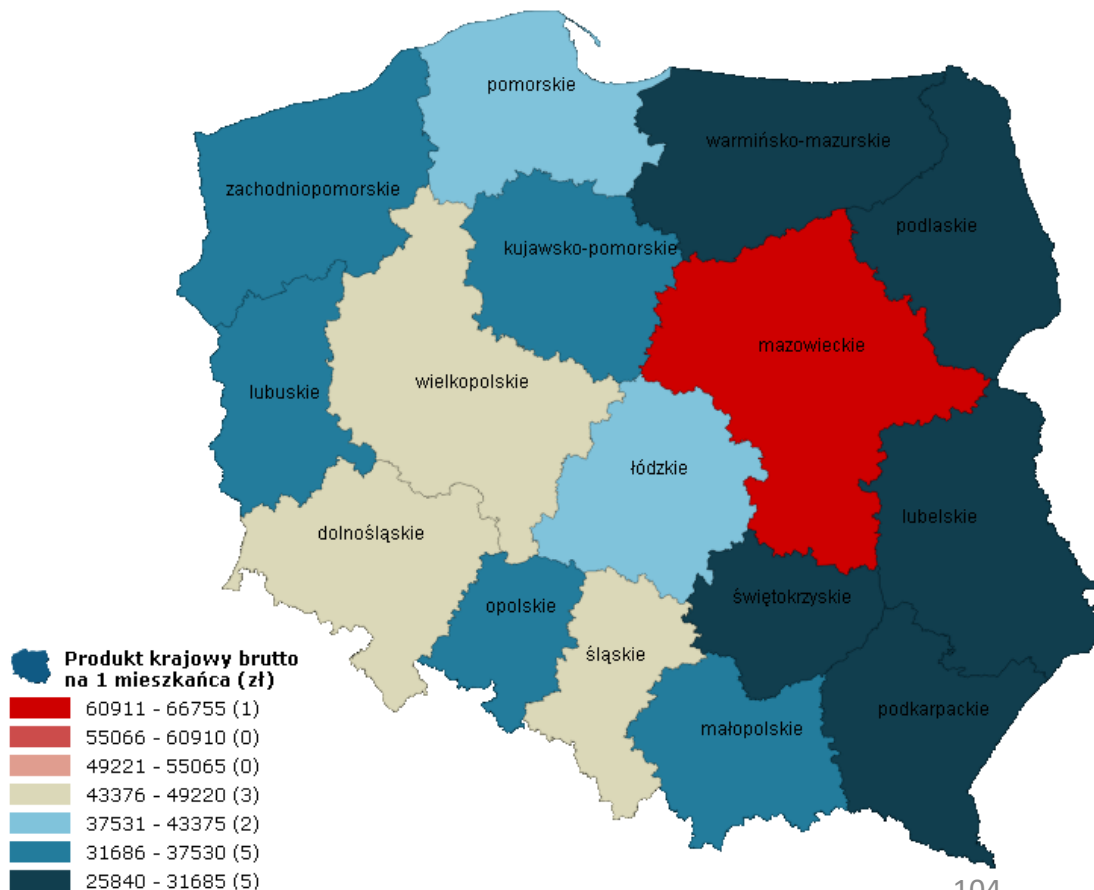 pomorskie
warmińsko-mazurskie
zachodniopomorskie
podlaskie
kujawsko-pomorskie
mazowieckie
wielkopolskie
lubuskie
łódzkie
lubelskie
dolnośląskie
świętokrzyskie
opolskie
śląskie
podkarpackie
małopolskie
Produkt krajowy brutto
na 1 mieszkańca (zł)
60911 - 66755 (1)
55066 - 60910 (0)
49221 - 55065 (0)
43376 - 49220 (3)
37531 - 43375 (2)
31686 - 37530 (5)
25840 - 31685 (5)
104